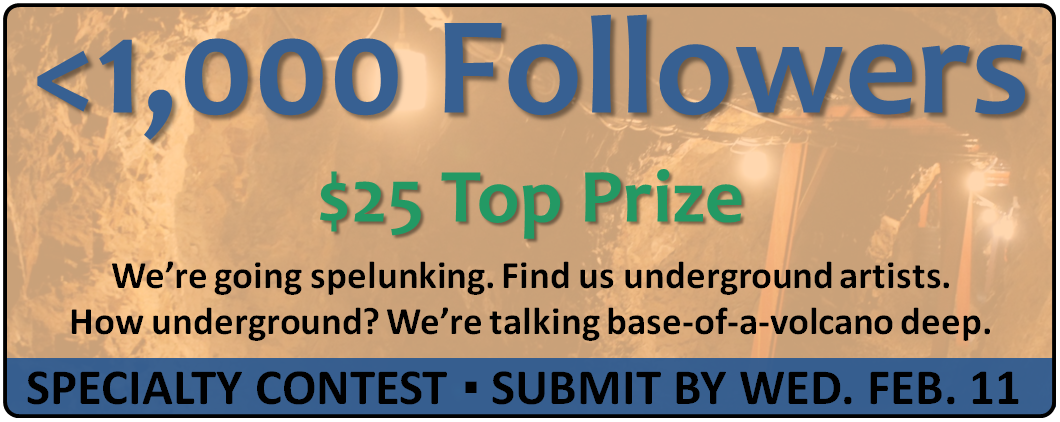 <1,000 Followers
$25 Top Prize
We’re going spelunking. Find us underground artists.
How underground? We’re talking base-of-a-volcano deep.
SPECIALTY CONTEST ▪ SUBMIT BY WED. FEB. 11